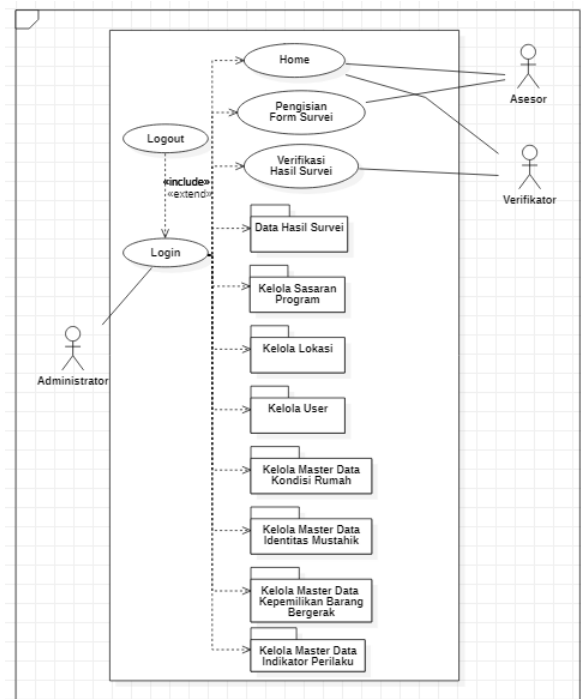 Home
Asesor
Pengisian
Form Survei
Logout
Verifikasi
Hasil Survei
«include»
«extend»
Verifikator
Data Hasil Survei
Login
Kelola Sasaran
Program
Kelola Lokasi
Administrator
Kelola User
Kelola Master Data
Kondisi Rumah
Kelola Master Data
Identitas Mustahik
Kelola Master Data
Kepemilikan Barang
Bergerak
Kelola Master Data
Indikator Perilaku